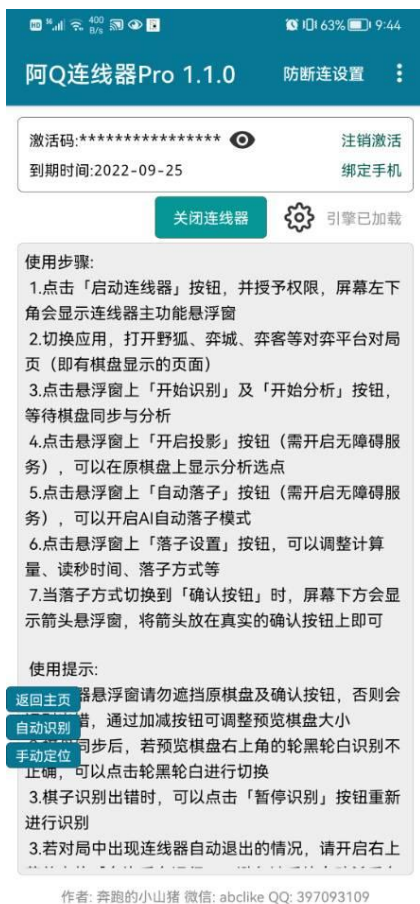 HD 5G 400 B/s 63% 9:44
阿Q连线器Pro 1.1.0 防断连设置
激活码:**************** 注销激活
到期时间:2022-09-25 绑定手机
关闭连线器 引擎已加载
使用步骤:
1.点击「启动连线器」按钮，并授予权限，屏幕左下
角会显示连线器主功能悬浮窗
2.切换应用，打开野狐、弈城、弈客等对弈平台对局
页（即有棋盘显示的页面）
3.点击悬浮窗上「开始识别」及「开始分析」按钮，
等待棋盘同步与分析
4.点击悬浮窗上「开启投影」按钮（需开启无障碍服
务），可以在原棋盘上显示分析选点
5.点击悬浮窗上「自动落子」按钮（需开启无障碍服
务），可以开启AI自动落子模式
6.点击悬浮窗上「落子设置」按钮，可以调整计算
量、读秒时间、落子方式等
7.当落子方式切换到「确认按钮」时，屏幕下方会显
示箭头悬浮窗，将箭头放在真实的确认按钮上即可
使用提示:
返回主页 器悬浮窗请勿遮挡原棋盘及确认按钮，否则会
自动识别 错，通过加减按钮可调整预览棋盘大小
手动定位 同步后，若预览棋盘右上角的轮黑轮白识别不
正确，可以点击轮黑轮白进行切换
3.棋子识别出错时，可以点击「暂停识别」按钮重新
进行识别
3.若对局中出现连线器自动退出的情况，请开启右上
作者: 奔跑的小山猪 微信: abclike QQ: 397093109